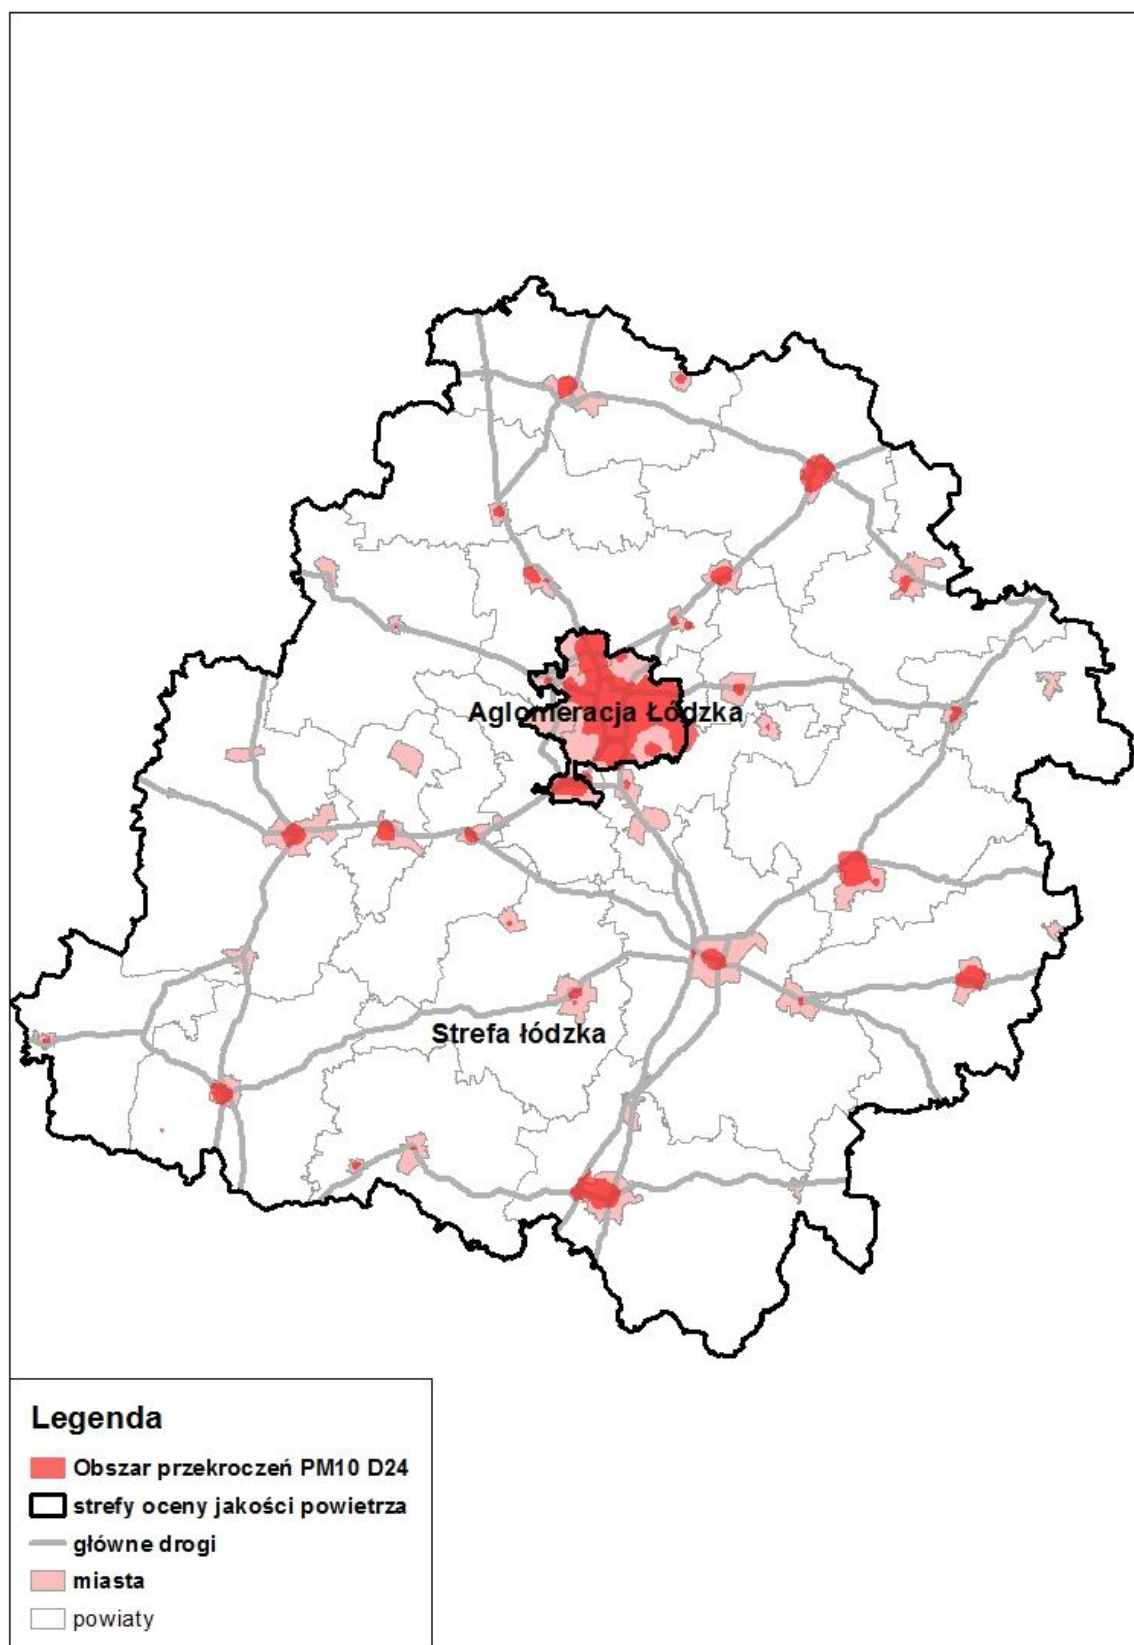 Aglomeracja Łódzka
Strefa łódzka
Legenda
Obszar przekroczeń PM10 D24
strefy oceny jakości powietrza
główne drogi
miasta
powiaty